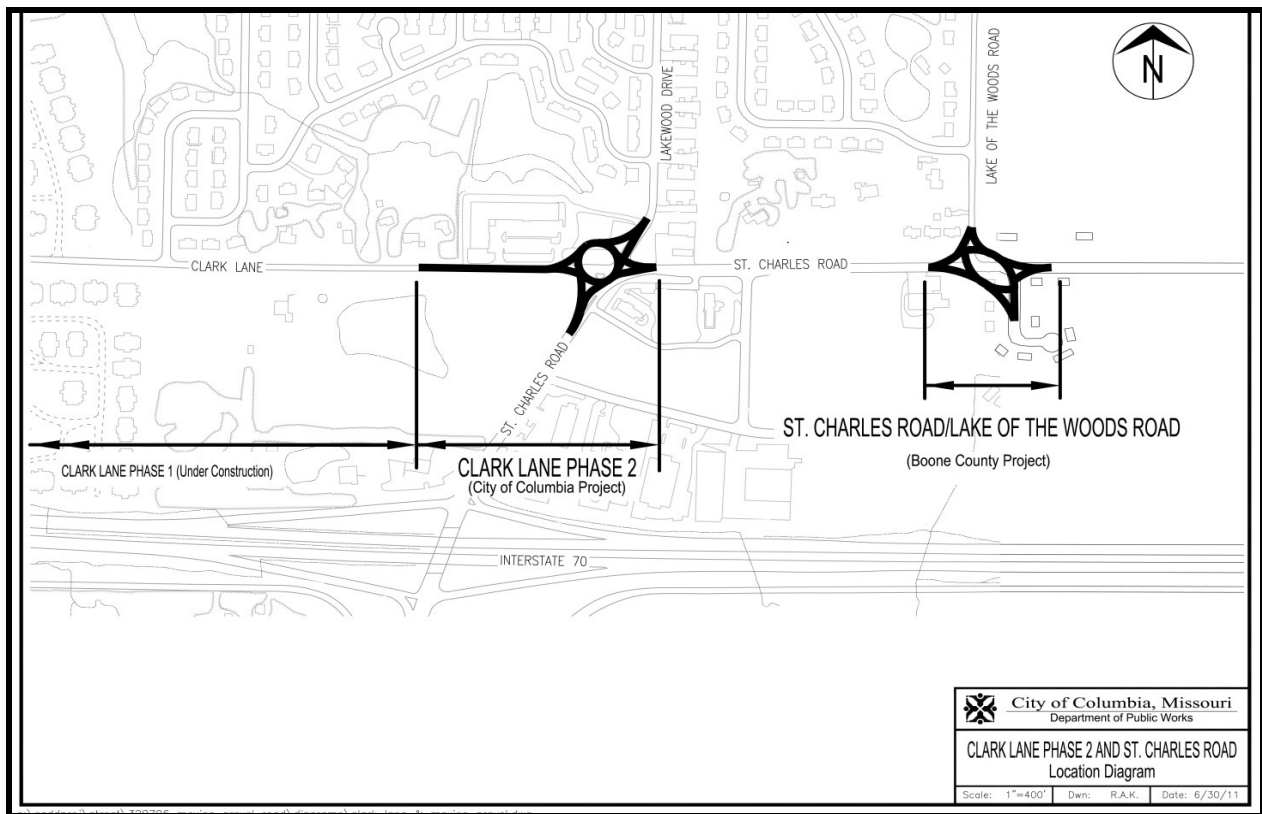 LAKEWOOD DRIVE
LAKE OF THE WOODS ROAD
N
CLARK LANE
ST. CHARLES ROAD
ST. CHARLES ROAD
CLARK LANE PHASE 1 (Under Construction)
CLARK LANE PHASE 2
(City of Columbia Project)
ST. CHARLES ROAD/LAKE OF THE WOODS ROAD
(Boone County Project)
INTERSTATE 70
City of Columbia, Missouri
Department of Public Works
CLARK LANE PHASE 2 AND ST. CHARLES ROAD
Location Diagram
Scale: 1"=400' Dwn: R.A.K. Date: 6/30/11